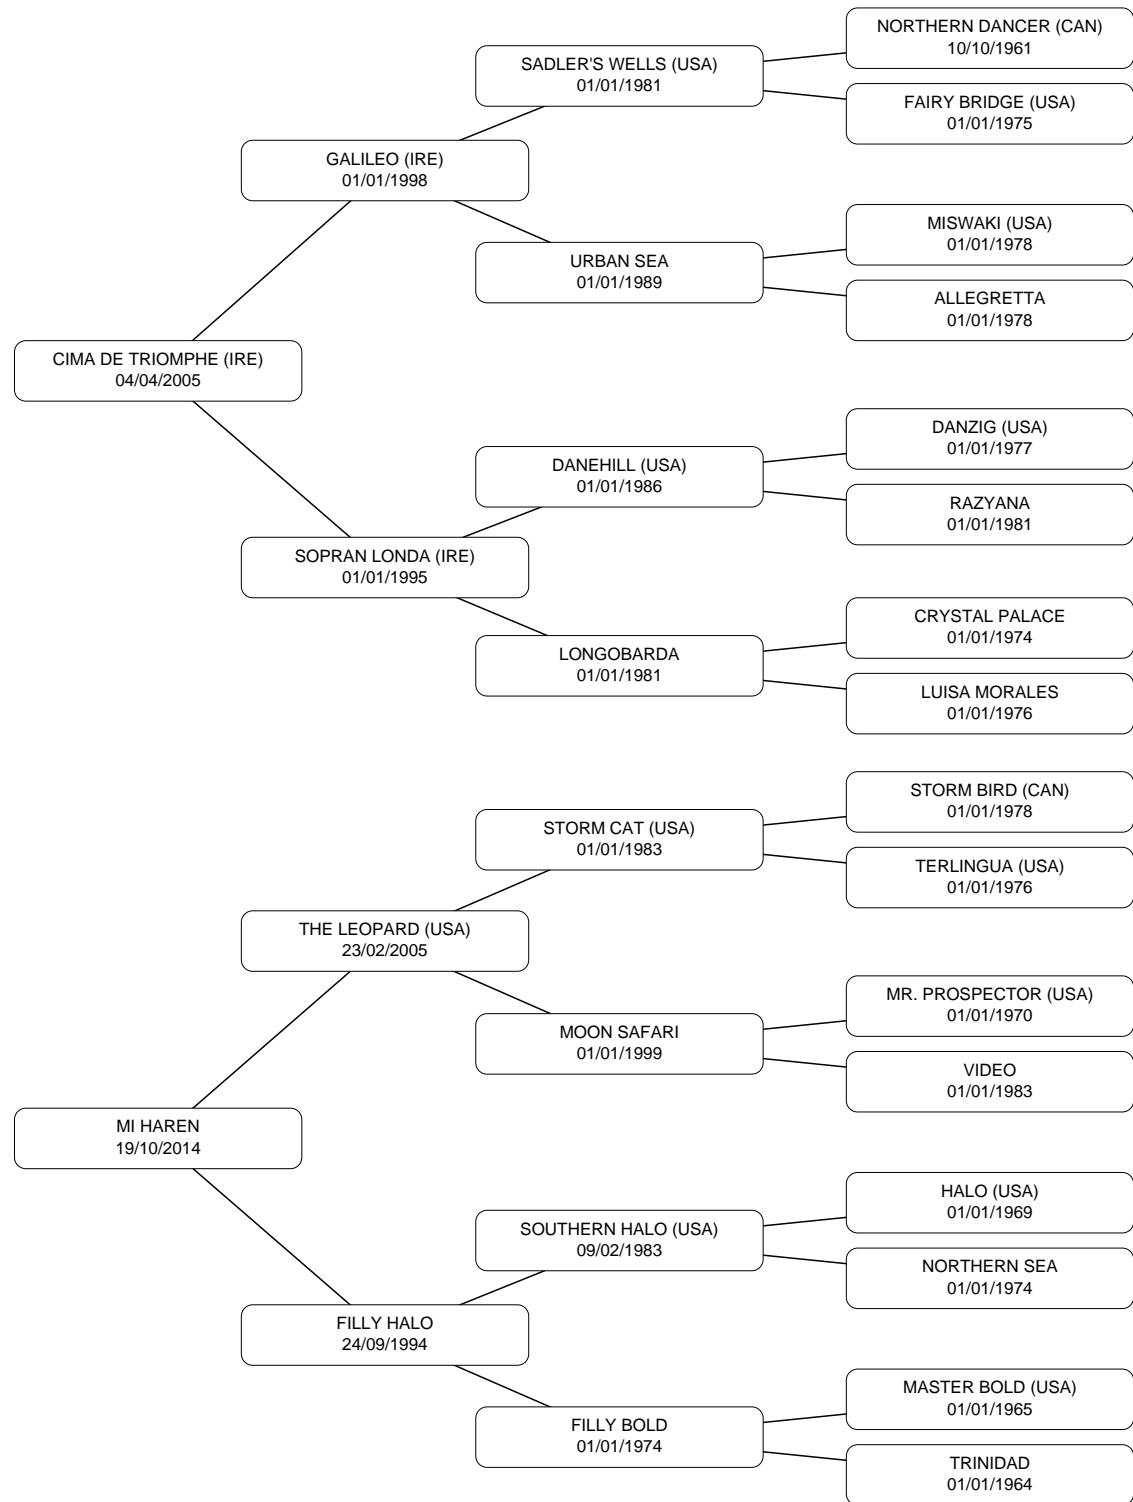 NORTHERN DANCER (CAN)
10/10/1961
SADLER'S WELLS (USA)
01/01/1981
FAIRY BRIDGE (USA)
01/01/1975
GALILEO (IRE)
01/01/1998
MISWAKI (USA)
01/01/1978
URBAN SEA
01/01/1989
ALLEGRETTA
01/01/1978
CIMA DE TRIOMPHE (IRE)
04/04/2005
DANZIG (USA)
01/01/1977
DANEHILL (USA)
01/01/1986
RAZYANA
01/01/1981
SOPRAN LONDA (IRE)
01/01/1995
CRYSTAL PALACE
01/01/1974
LONGOBARDA
01/01/1981
LUISA MORALES
01/01/1976
STORM BIRD (CAN)
01/01/1978
STORM CAT (USA)
01/01/1983
TERLINGUA (USA)
01/01/1976
THE LEOPARD (USA)
23/02/2005
MR. PROSPECTOR (USA)
01/01/1970
MOON SAFARI
01/01/1999
VIDEO
01/01/1983
MI HAREN
19/10/2014
HALO (USA)
01/01/1969
SOUTHERN HALO (USA)
09/02/1983
NORTHERN SEA
01/01/1974
FILLY HALO
24/09/1994
MASTER BOLD (USA)
01/01/1965
FILLY BOLD
01/01/1974
TRINIDAD
01/01/1964